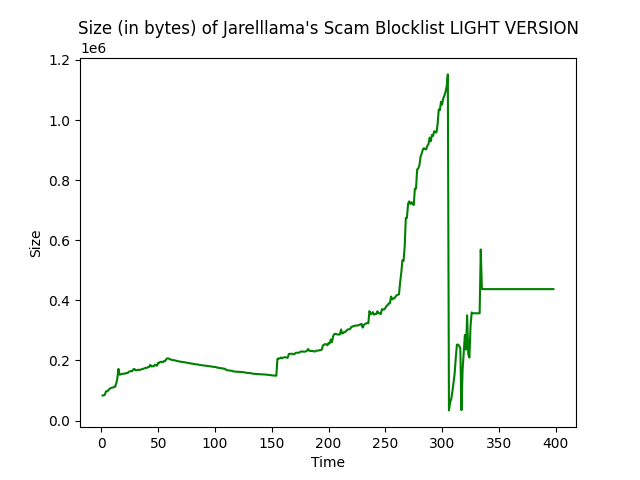 Size (in bytes) of Jarelllama's Scam Blocklist LIGHT VERSION
1e6
1.2
1.0
0.8
0.6
0.4
0.2
0.0
Size
0 50 100 150 200 250 300 350 400
Time